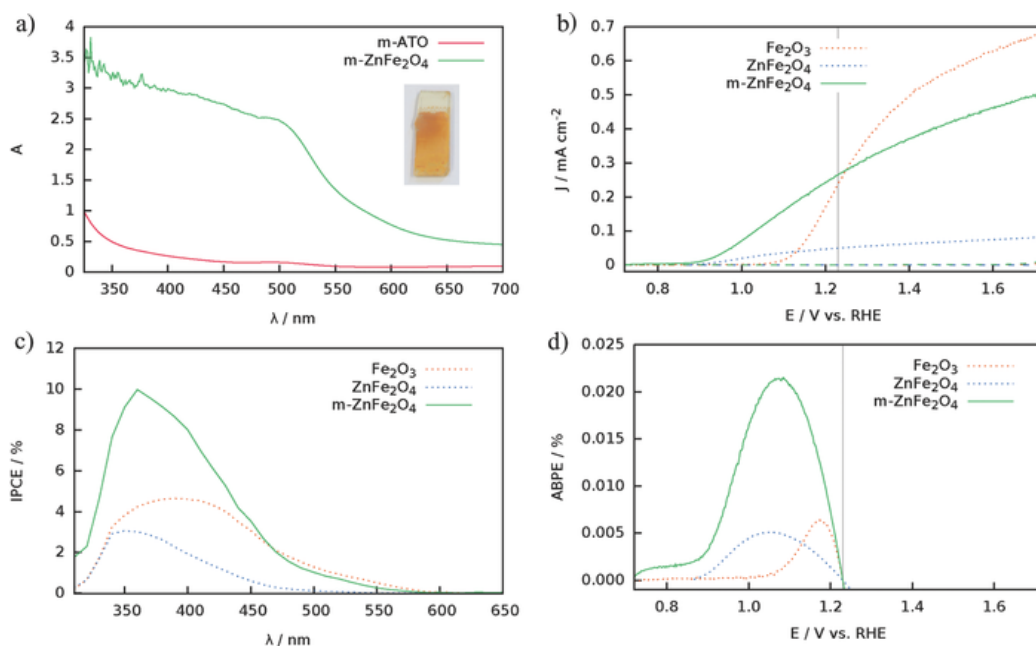 a)
m-ATO
m-ZnFe₂O₄
4
3.5
3
2.5
2
1.5
1
0.5
0
A
350 400 450 500 550 600 650 700
λ / nm
b)
Fe₂O₃
ZnFe₂O₄
m-ZnFe₂O₄
0.7
0.6
0.5
0.4
0.3
0.2
0.1
0
J / mA cm⁻²
0.8 1.0 1.2 1.4 1.6
E / V vs. RHE
c)
Fe₂O₃
ZnFe₂O₄
m-ZnFe₂O₄
12
10
8
6
4
2
0
IPCE / %
350 400 450 500 550 600 650
λ / nm
d)
Fe₂O₃
ZnFe₂O₄
m-ZnFe₂O₄
0.025
0.020
0.015
0.010
0.005
0.000
ABPE / %
0.8 1.0 1.2 1.4 1.6
E / V vs. RHE